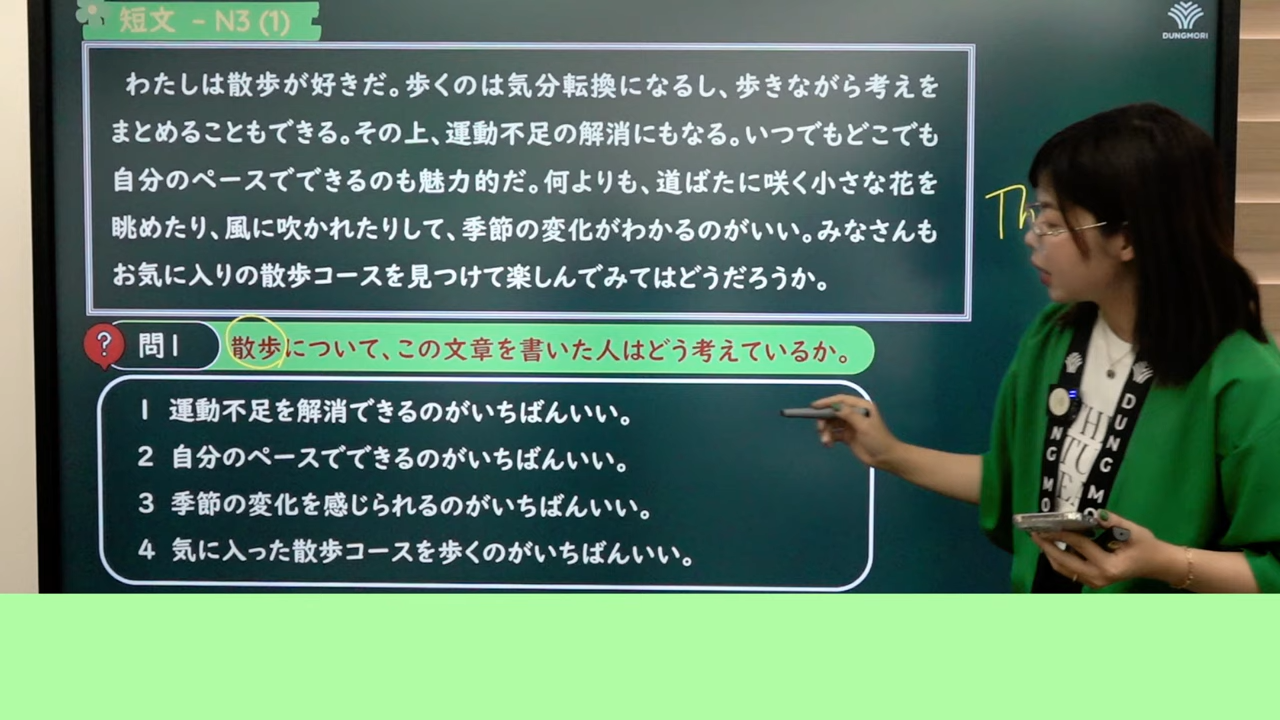 短文 - N3 (1)
DUNGMORI
わたしは散歩が好きだ。歩くのは気分転換になるし、歩きながら考えを
まとめることもできる。その上、運動不足の解消にもなる。いつでもどこでも
自分のペースでできるのも魅力的だ。何よりも、道ばたに咲く小さな花を
眺めたり、風に吹かれたりして、季節の変化がわかるのがいい。みなさんも
お気に入りの散歩コースを見つけて楽しんでみてはどうだろうか。
Th
? 問1 散歩について、この文章を書いた人はどう考えているか。
1 運動不足を解消できるのがいちばんいい。
2 自分のペースでできるのがいちばんいい。
3 季節の変化を感じられるのがいちばんいい。
4 気に入った散歩コースを歩くのがいちばんいい。
DUNG MO
NG MO